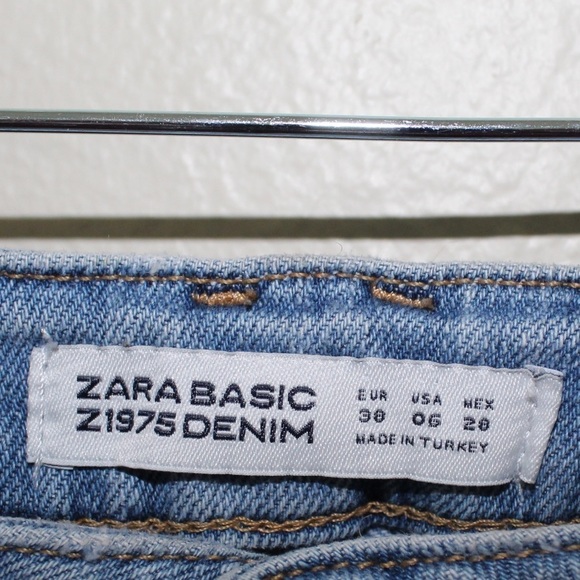 ZARA BASIC
Z1975 DENIM
EUR USA MEX
38 06 28
MADE IN TURKEY